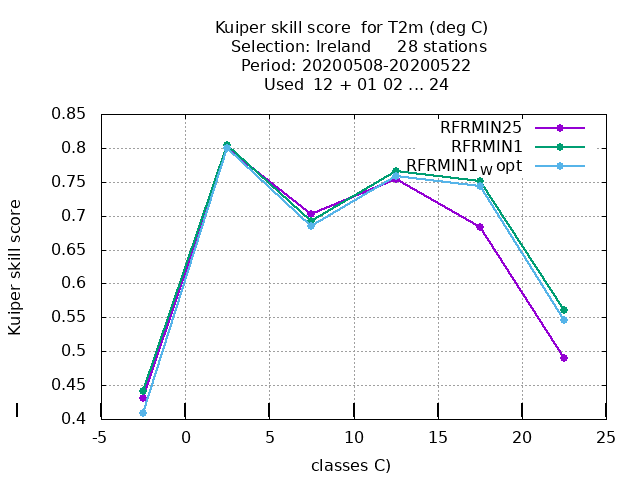 Kuiper skill score  for T2m (deg C)
Selection: Ireland     28 stations
Period: 20200508-20200522
Used  12 + 01 02 ... 24
RFRMIN25
RFRMIN1
RFRMIN1W opt
0.85
0.8
0.75
0.7
0.65
0.6
0.55
0.5
0.45
0.4
Kuiper skill score
-5
0
5
10
15
20
25
classes C)